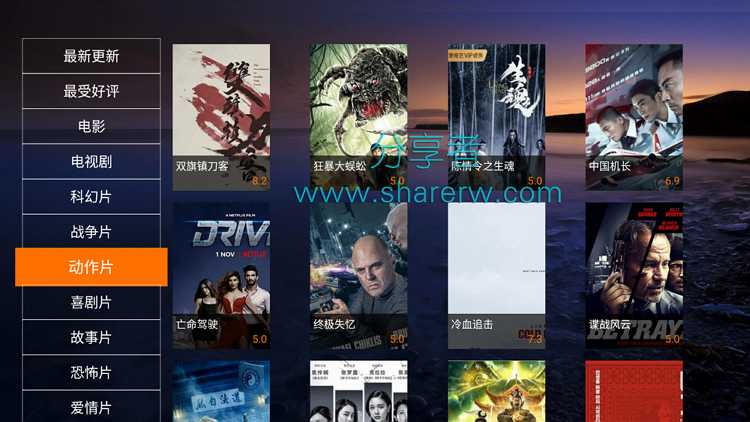 最新更新
最受好评
电影
电视剧
科幻片
战争片
动作片
喜剧片
故事片
恐怖片
爱情片
双旗镇刀客
8.2
狂暴大蜈蚣
5.0
生魂
陈情令之生魂
5.0
中国机长
6.9
分享者
www.sharerw.com
A NETFLIX FILM
DRIVE
1 NOV
NETFLIX
亡命驾驶
5.0
MICHAEL CHIKLIS
终极失忆
5.0
冷血追击
7.3
BETRAY
谍战风云
5.0